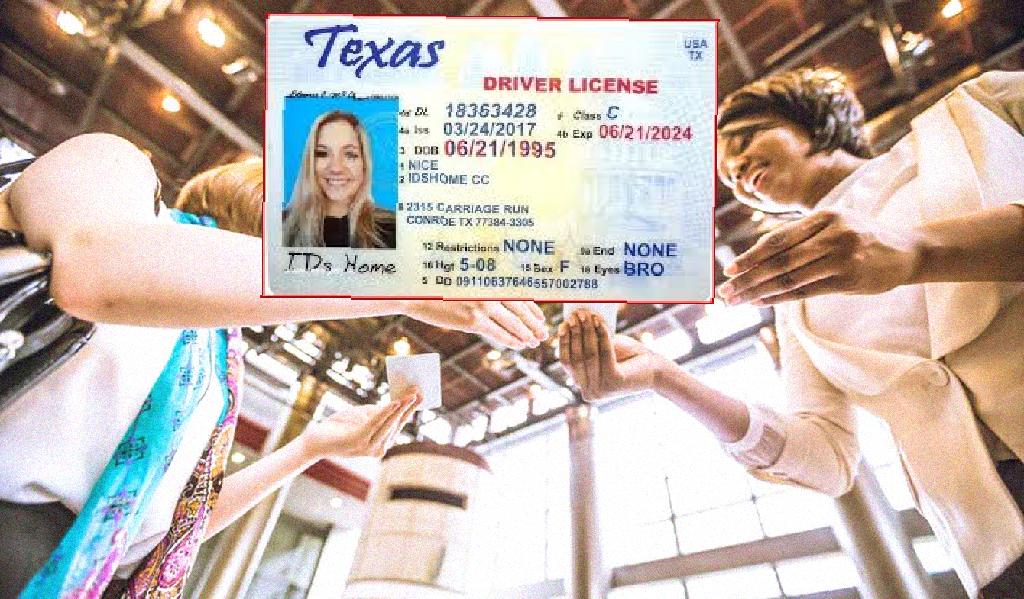 Texas
USA
TX
DRIVER LICENSE
4d DL 18353428 9 Class C
4a Iss 03/24/2017 4b Exp 06/21/2024
3 DOB 06/21/1995
1 NICE
2 IDSHOME CC
8 2315 CARRIAGE RUN
CONROE TX 77384-3305
12 Restrictions NONE 9a End NONE
16 Hgt 5-08 15 Sex F 18 Eyes BRO
5 DD 09110637646557002788
IDs Home